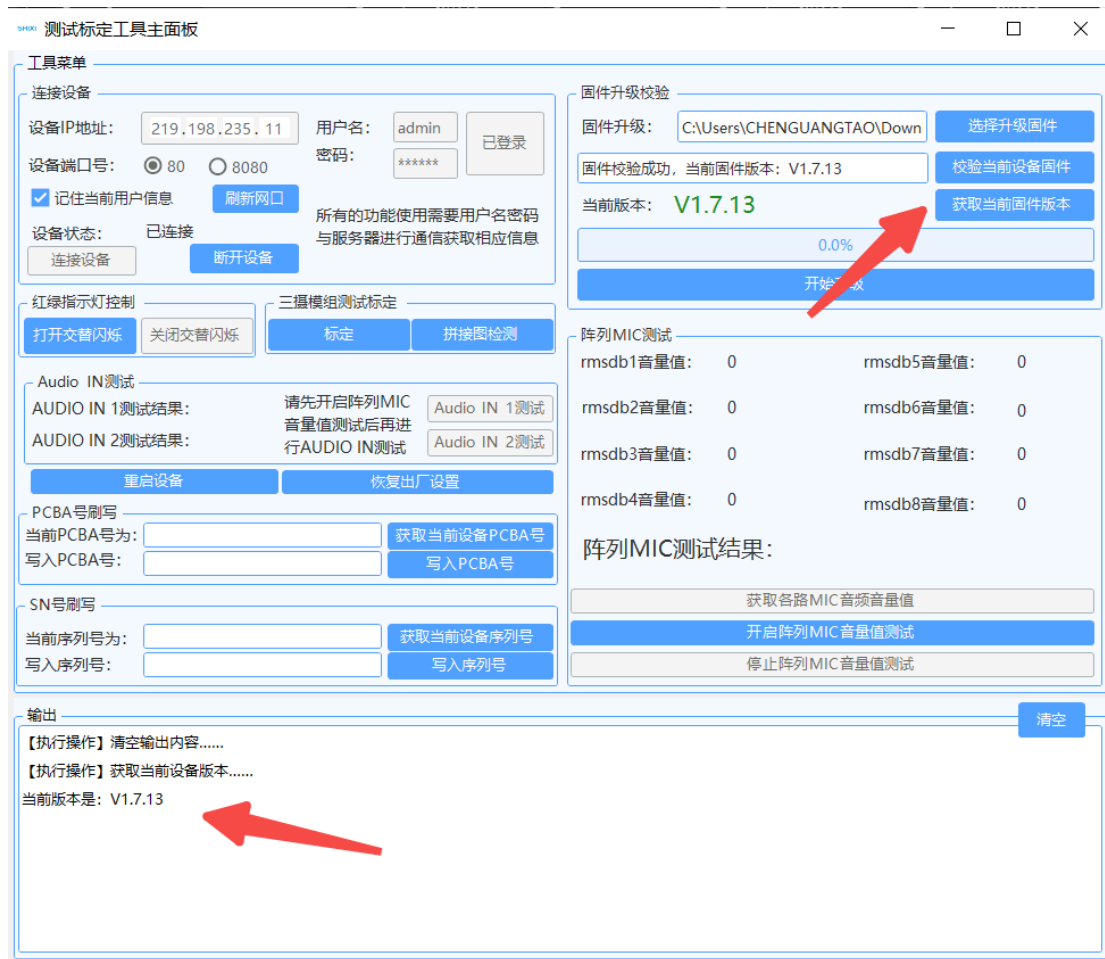 SHXO 测试标定工具主面板
工具菜单
连接设备
设备IP地址: 219.198.235.11
用户名: admin
密码: ******
已登录
设备端口号: 80 8080
记住当前用户信息
刷新网口
设备状态: 已连接
所有的功能使用需要用户名密码
与服务器进行通信获取相应信息
连接设备
断开设备
固件升级校验
固件升级: C:\Users\CHENGUANGTAO\Down
选择升级固件
固件校验成功，当前固件版本：V1.7.13
校验当前设备固件
当前版本: V1.7.13
获取当前固件版本
0.0%
红绿指示灯控制
打开交替闪烁
关闭交替闪烁
三摄模组测试标定
标定
拼接图检测
Audio IN测试
AUDIO IN 1测试结果:
AUDIO IN 2测试结果:
请先开启阵列MIC
音量值测试后再进
行AUDIO IN测试
Audio IN 1测试
Audio IN 2测试
重启设备
恢复出厂设置
PCBA号刷写
当前PCBA号为:
获取当前设备PCBA号
写入PCBA号:
写入PCBA号
SN号刷写
当前序列号为:
获取当前设备序列号
写入序列号:
写入序列号
阵列MIC测试
rmsdb1音量值: 0
rmsdb5音量值: 0
rmsdb2音量值: 0
rmsdb6音量值: 0
rmsdb3音量值: 0
rmsdb7音量值: 0
rmsdb4音量值: 0
rmsdb8音量值: 0
阵列MIC测试结果:
获取各路MIC音频音量值
开启阵列MIC音量值测试
停止阵列MIC音量值测试
输出
清空
【执行操作】清空输出内容......
【执行操作】获取当前设备版本......
当前版本是：V1.7.13